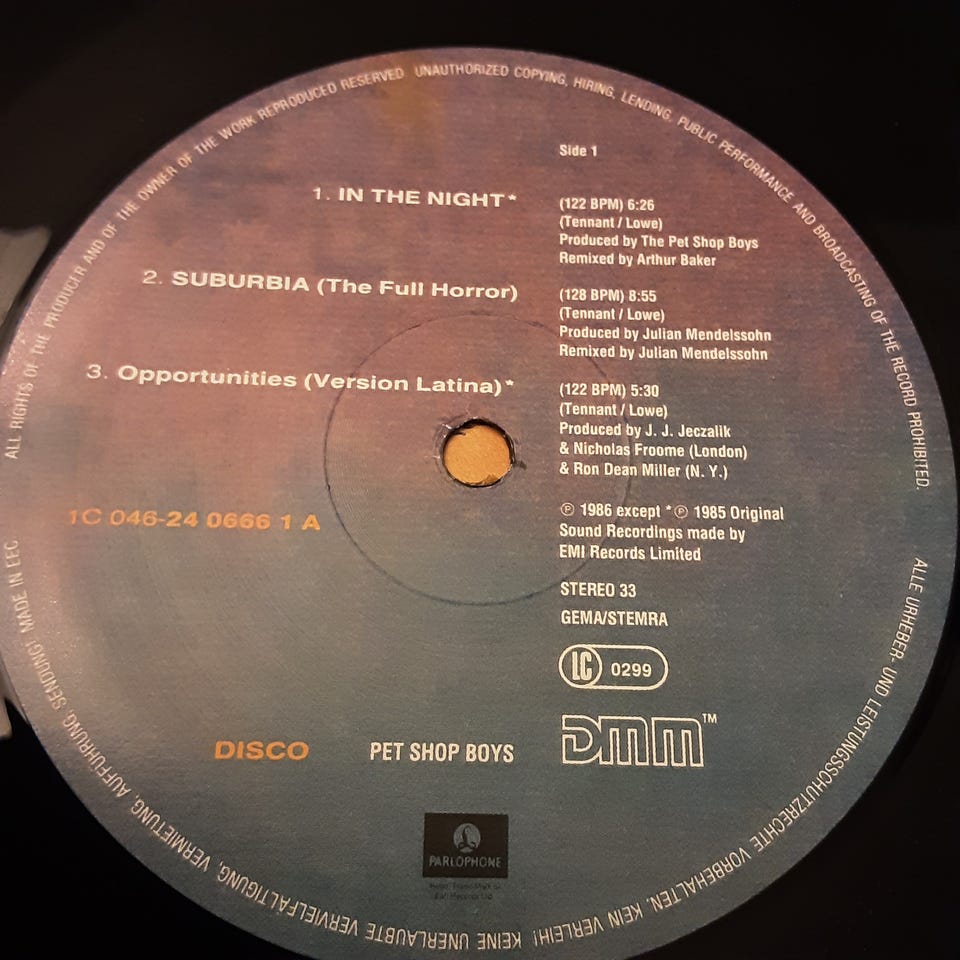 ALL RIGHTS OF THE PRODUCER AND OF THE OWNER OF THE WORK REPRODUCED RESERVED. UNAUTHORIZED COPYING, HIRING, LENDING, PUBLIC PERFORMANCE AND BROADCASTING OF THE RECORD PROHIBITED.
Side 1
1. IN THE NIGHT*
(122 BPM) 6:26
(Tennant / Lowe)
Produced by The Pet Shop Boys
Remixed by Arthur Baker
2. SUBURBIA (The Full Horror)
(128 BPM) 8:55
(Tennant / Lowe)
Produced by Julian Mendelssohn
Remixed by Julian Mendelssohn
3. Opportunities (Version Latina)*
(122 BPM) 5:30
(Tennant / Lowe)
Produced by J. J. Jeczalik
& Nicholas Froome (London)
& Ron Dean Miller (N. Y.)
1C 046-24 0666 1 A
℗ 1986 except *℗ 1985 Original
Sound Recordings made by
EMI Records Limited
STEREO 33
GEMA/STEMRA
LC 0299
DMM™
DISCO PET SHOP BOYS
PARLOPHONE
ALLE URHEBER- UND LEISTUNGSSCHUTZRECHTE VORBEHALTEN. KEIN VERLEIH! KEINE UNERLAUBTE VERVIELFÄLTIGUNG, VERMIETUNG, AUFFÜHRUNG, SENDUNG! MADE IN EEC